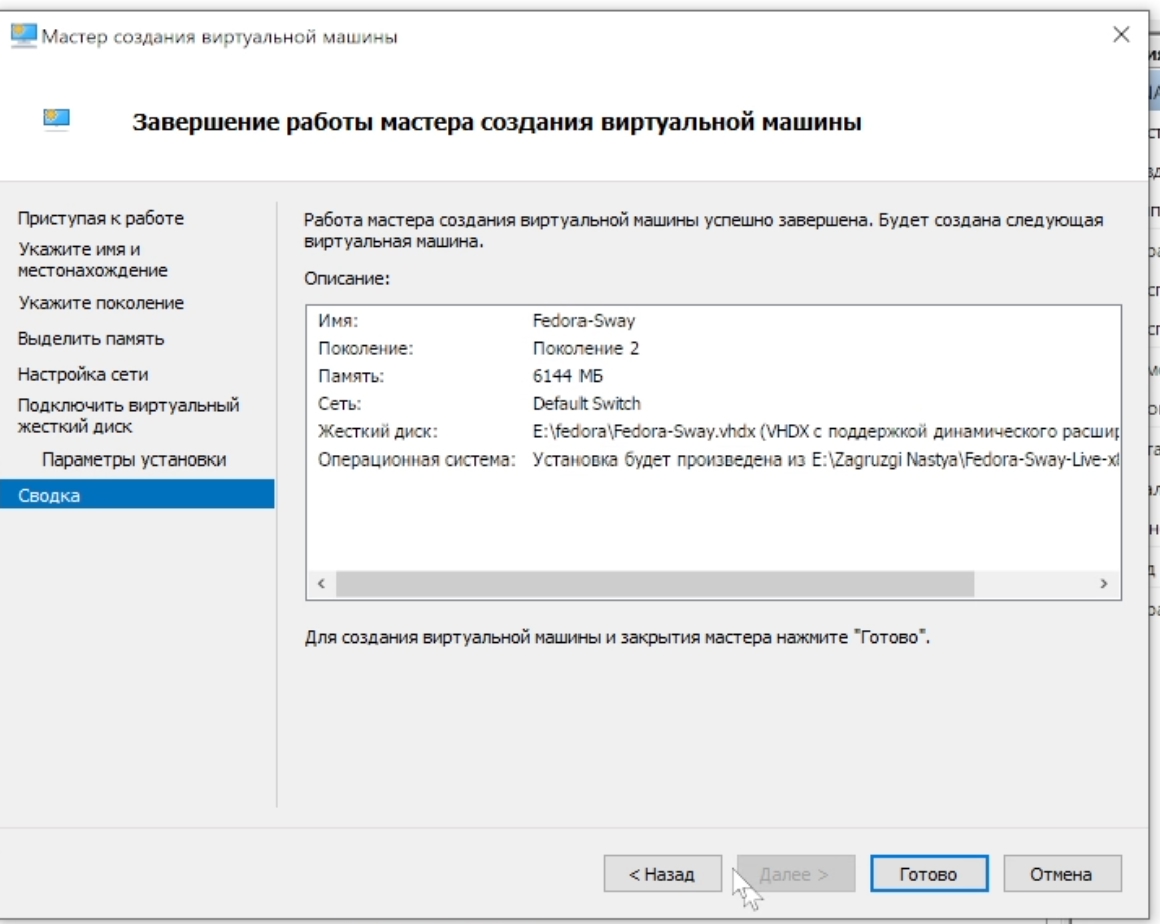 Мастер создания виртуальной машины
Завершение работы мастера создания виртуальной машины
Приступая к работе
Укажите имя и
местонахождение
Укажите поколение
Выделить память
Настройка сети
Подключить виртуальный
жесткий диск
Параметры установки
Сводка
Работа мастера создания виртуальной машины успешно завершена. Будет создана следующая
виртуальная машина.
Описание:
Имя: Fedora-Sway
Поколение: Поколение 2
Память: 6144 МБ
Сеть: Default Switch
Жесткий диск: E:\fedora\Fedora-Sway.vhdx (VHDX с поддержкой динамического расшир
Операционная система: Установка будет произведена из E:\Zagruzgi Nastya\Fedora-Sway-Live-x
Для создания виртуальной машины и закрытия мастера нажмите "Готово".
< Назад
Далее >
Готово
Отмена